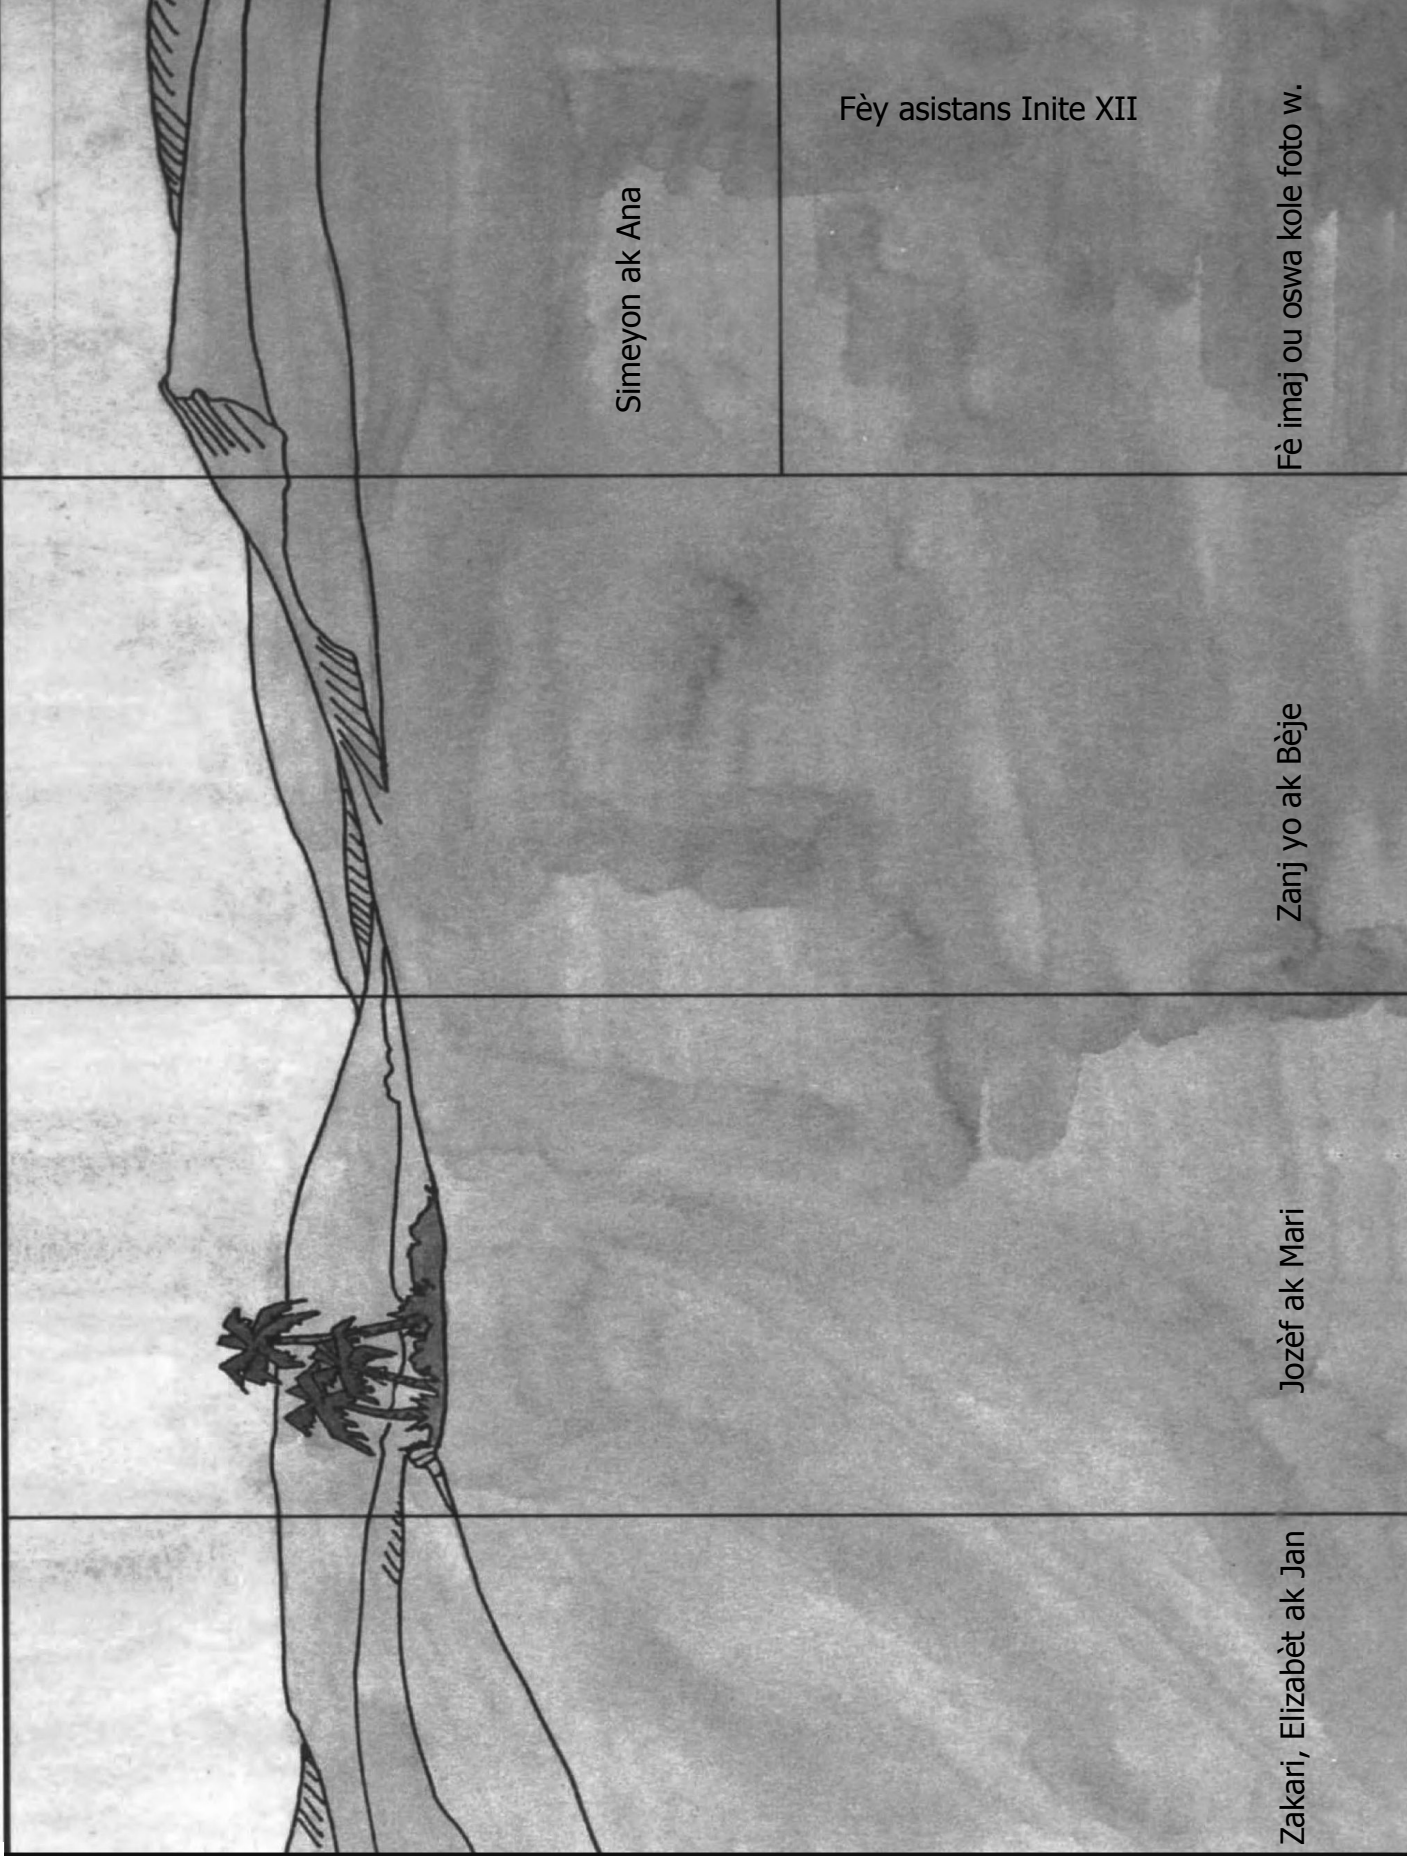 Fèy asistans Inite XII
Zakari, Elizabèt ak Jan
Jozèf ak Mari
Zanj yo ak Bèje
Simeyon ak Ana
Fè imaj ou oswa kole foto w.